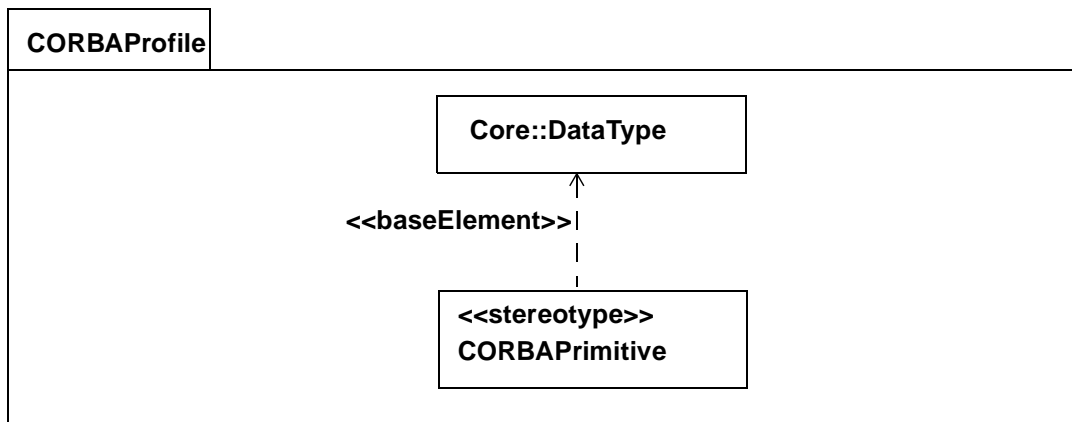 CORBAProfile
Core::DataType
<<baseElement>>
<<stereotype>>
CORBAPrimitive